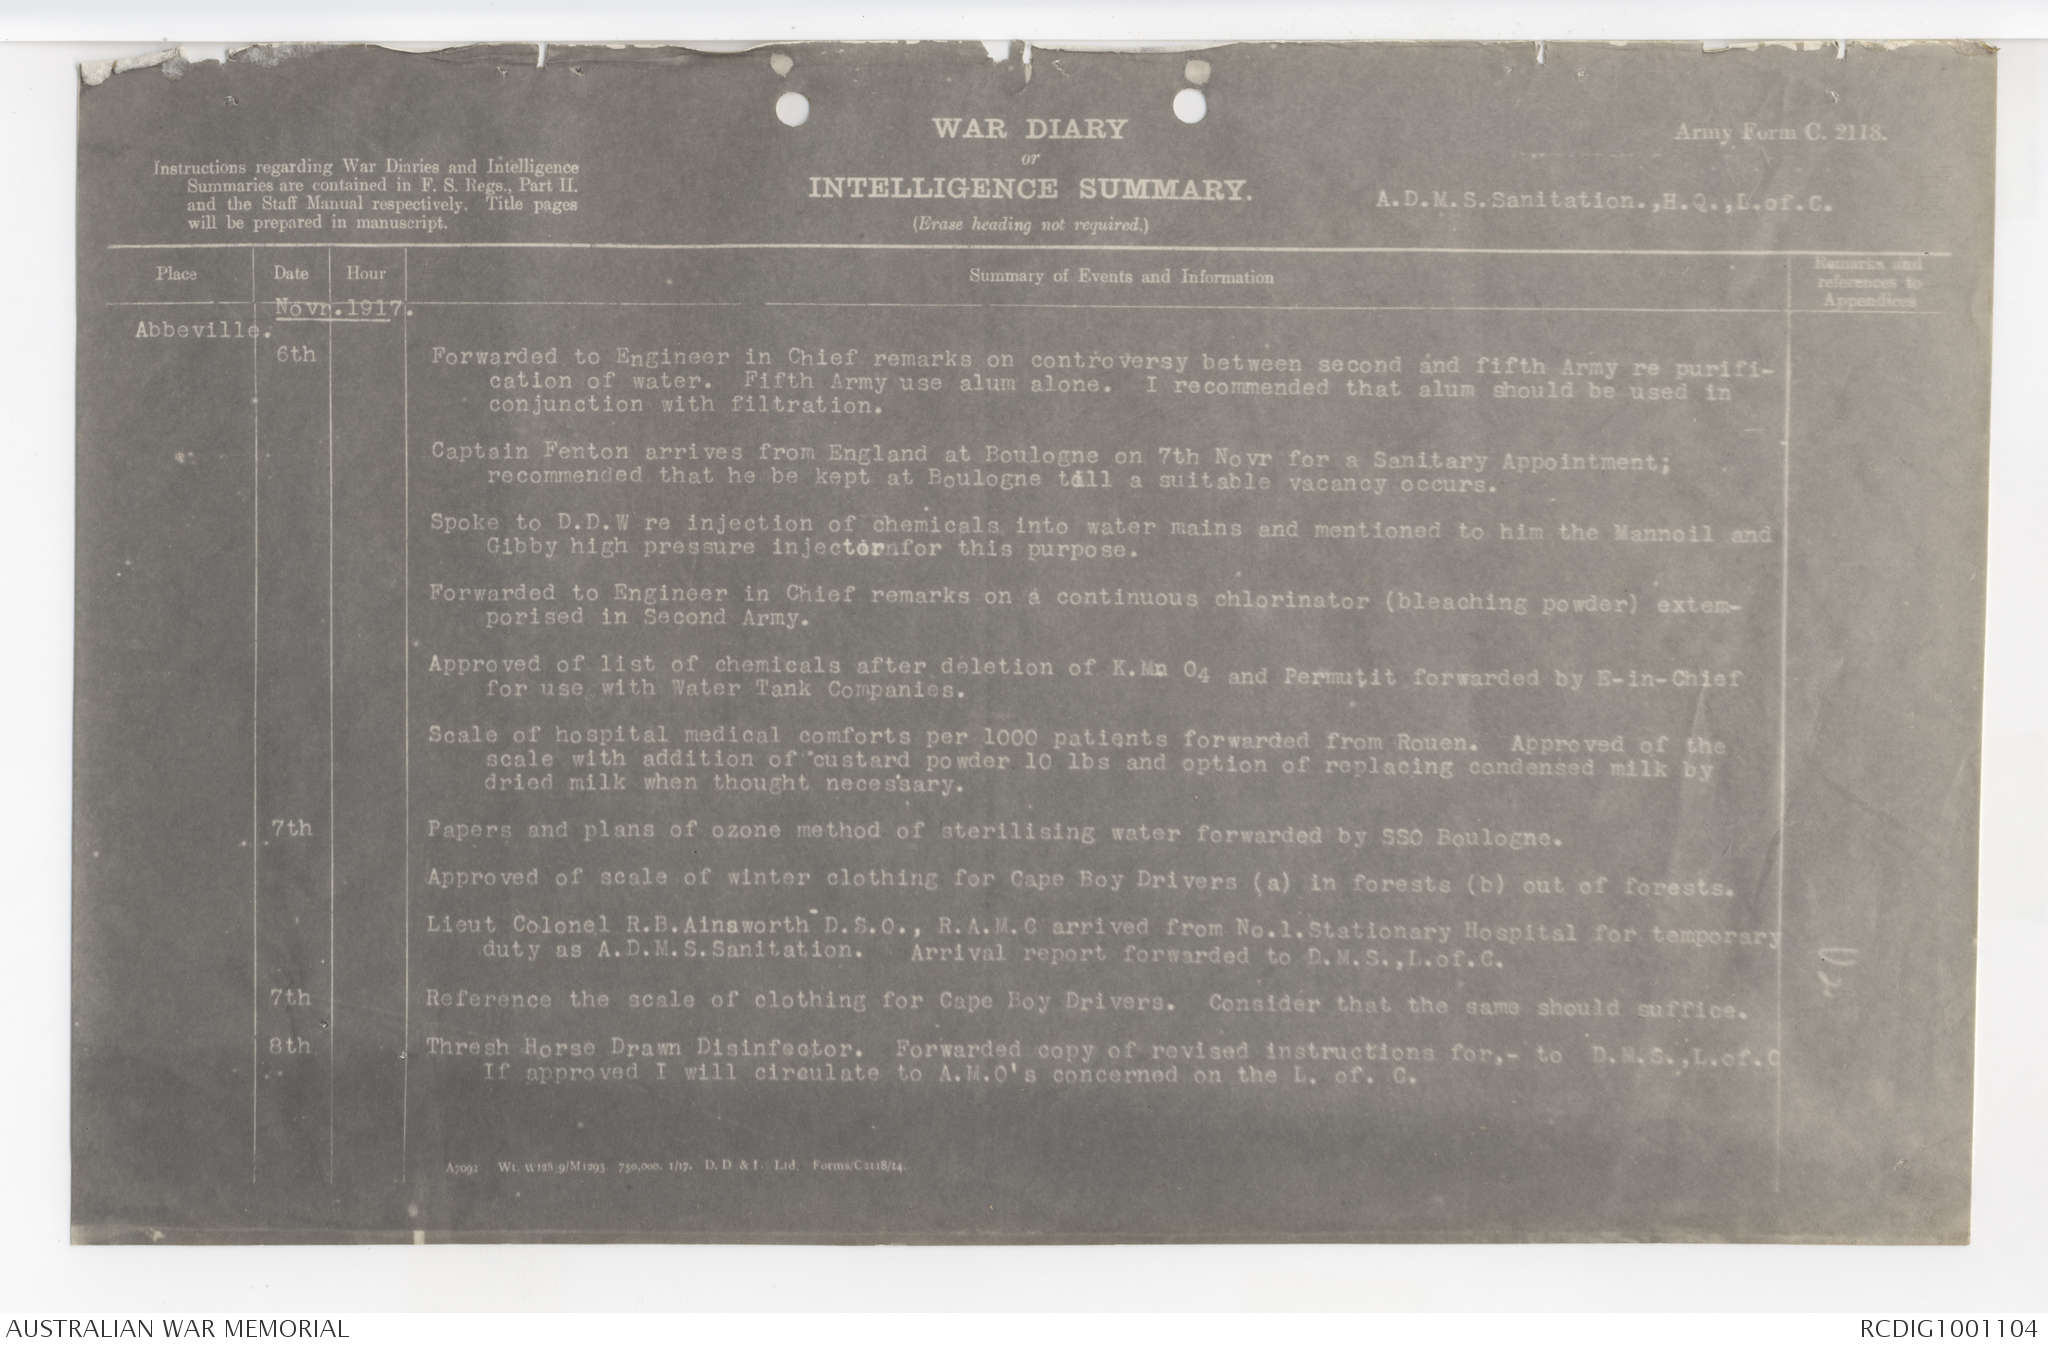 WAR DIARY
or
INTELLIGENCE SUMMARY.
(Erase heading not required.)
Army Form C. 2118.
Instructions regarding War Diaries and Intelligence
Summaries are contained in F. S. Regs., Part II.
and the Staff Manual respectively. Title pages
will be prepared in manuscript.
A.D.M.S.Sanitation.,H.Q.,L.of.C.
Place
Date
Hour
Summary of Events and Information
Remarks and
references to
Appendices
Novr.1917.
Abbeville.
6th
Forwarded to Engineer in Chief remarks on controversy between second and fifth Army re purifi-
cation of water. Fifth Army use alum alone. I recommended that alum should be used in
conjunction with filtration.
Captain Fenton arrives from England at Boulogne on 7th Novr for a Sanitary Appointment;
recommended that he be kept at Boulogne till a suitable vacancy occurs.
Spoke to D.D.W re injection of chemicals into water mains and mentioned to him the Mannoil and
Gibby high pressure injectornfor this purpose.
Forwarded to Engineer in Chief remarks on a continuous chlorinator (bleaching powder) extem-
porised in Second Army.
Approved of list of chemicals after deletion of K.Mn O4 and Permutit forwarded by E-in-Chief
for use with Water Tank Companies.
Scale of hospital medical comforts per 1000 patients forwarded from Rouen. Approved of the
scale with addition of custard powder 10 lbs and option of replacing condensed milk by
dried milk when thought necessary.
7th
Papers and plans of ozone method of sterilising water forwarded by SSO Boulogne.
Approved of scale of winter clothing for Cape Boy Drivers (a) in forests (b) out of forests.
Lieut Colonel R.B.Ainsworth D.S.O., R.A.M.C arrived from No.1.Stationary Hospital for temporary
duty as A.D.M.S.Sanitation. Arrival report forwarded to D.M.S.,L.of.C.
7th
Reference the scale of clothing for Cape Boy Drivers. Consider that the same should suffice.
8th
Thresh Horse Drawn Disinfector. Forwarded copy of revised instructions for,- to D.M.S.,L.of.C
If approved I will circulate to A.M.O's concerned on the L. of. C.
A7092 Wt. 750,000. 1/17. D. D & L. Ltd. Forms/C2118/14.
AUSTRALIAN WAR MEMORIAL
RCDIG1001104